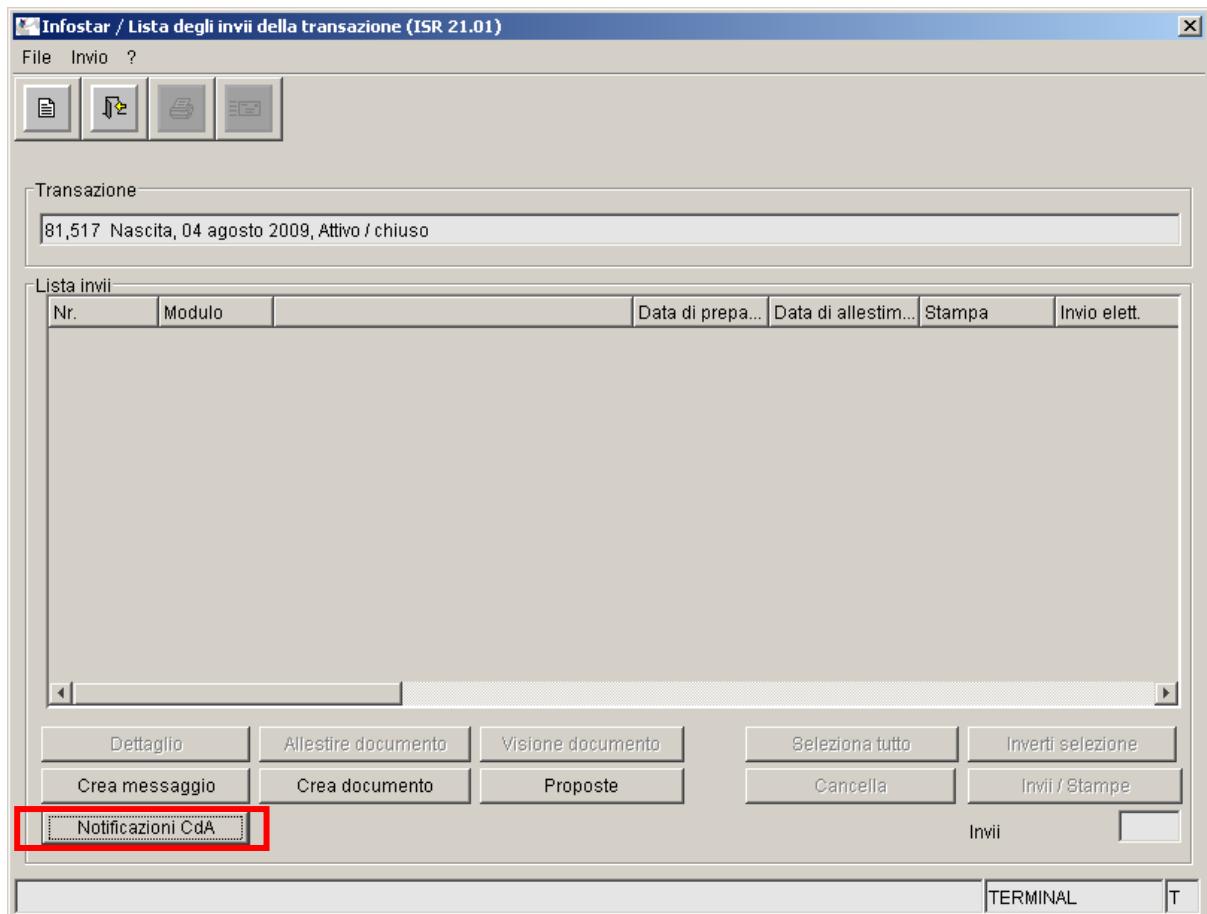 Infostar / Lista degli invii della transazione (ISR 21.01)
File Invio ?
Transazione
81,517 Nascita, 04 agosto 2009, Attivo / chiuso
Lista invii
Nr. Modulo Data di prepa... Data di allestim... Stampa Invio elett.
Dettaglio Allestire documento Visione documento Seleziona tutto Inverti selezione
Crea messaggio Crea documento Proposte Cancella Invii / Stampe
Notificazioni CdA Invii
TERMINAL T